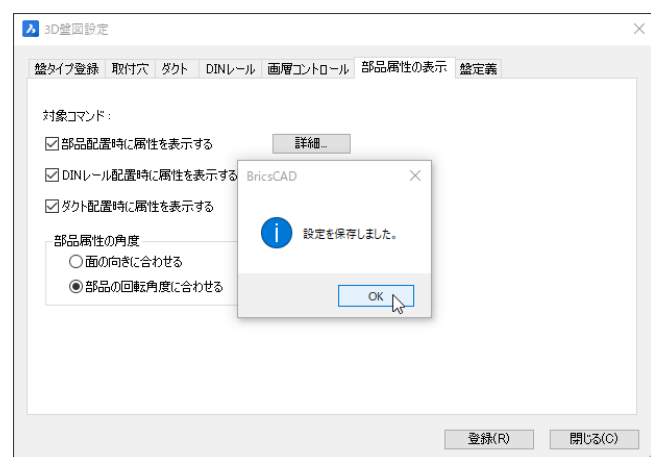 3D盤図設定
盤タイプ登録 取付穴 ダクト DINレール 画層コントロール 部品属性の表示 盤定義
対象コマンド:
部品配置時に属性を表示する 詳細...
DINレール配置時に属性を表示する
ダクト配置時に属性を表示する
部品属性の角度
面の向きに合わせる
部品の回転角度に合わせる
BricsCAD
設定を保存しました。
OK
登録(R) 閉じる(C)